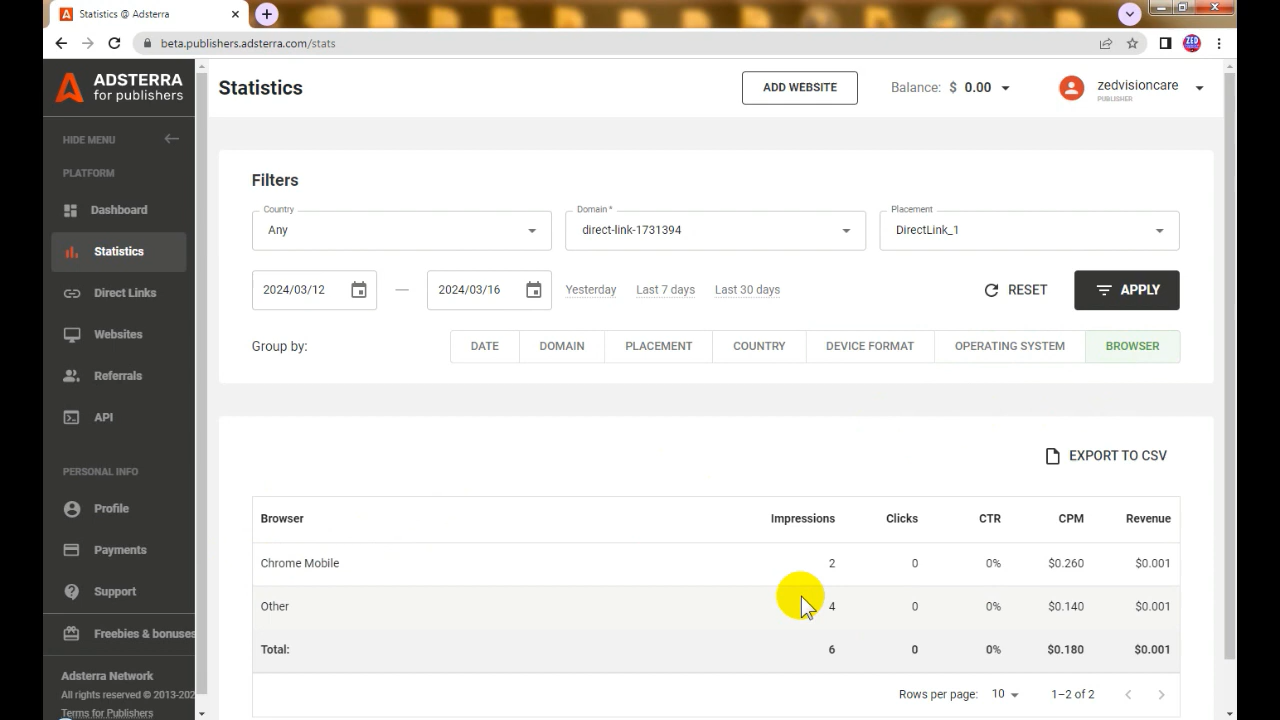 Statistics @ Adsterra
beta.publishers.adsterra.com/stats
ZED
ADSTERRA
for publishers
Statistics
ADD WEBSITE
Balance: $ 0.00
zedvisioncare
PUBLISHER
HIDE MENU
PLATFORM
Dashboard
Statistics
Direct Links
Websites
Referrals
API
PERSONAL INFO
Profile
Payments
Support
Freebies & bonuses
Adsterra Network
All rights reserved © 2013-202
Terms for Publishers
Filters
Country
Any
Domain *
direct-link-1731394
Placement
DirectLink_1
2024/03/12 — 2024/03/16 Yesterday Last 7 days Last 30 days RESET APPLY
Group by: DATE DOMAIN PLACEMENT COUNTRY DEVICE FORMAT OPERATING SYSTEM BROWSER
EXPORT TO CSV
Browser Impressions Clicks CTR CPM Revenue
Chrome Mobile 2 0 0% $0.260 $0.001
Other 4 0 0% $0.140 $0.001
Total: 6 0 0% $0.180 $0.001
Rows per page: 10 1–2 of 2